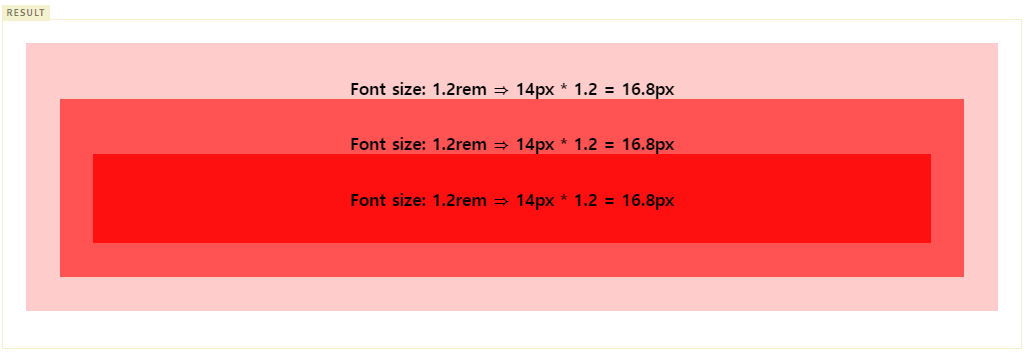 RESULT
Font size: 1.2rem ⇒ 14px * 1.2 = 16.8px
Font size: 1.2rem ⇒ 14px * 1.2 = 16.8px
Font size: 1.2rem ⇒ 14px * 1.2 = 16.8px